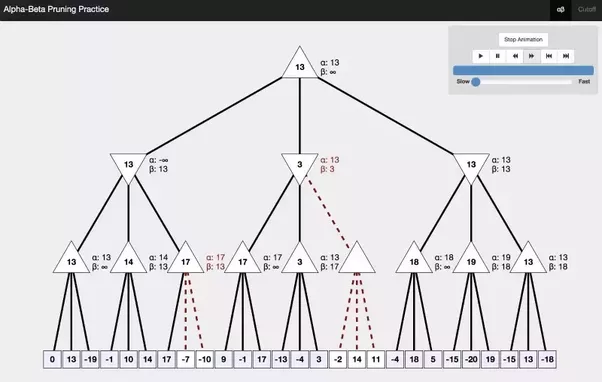 Alpha-Beta Pruning Practice αβ Cutoff
Stop Animation
Slow Fast
13 α: 13
β: ∞
13 α: -∞
β: 13
3 α: 13
β: 3
13 α: 13
β: 13
13 α: 13
β: ∞
14 α: 14
β: 13
17 α: 17
β: 13
17 α: 17
β: ∞
3 α: 13
β: 17
18 α: 18
β: ∞
19 α: 19
β: 18
13 α: 13
β: 18
0 13 -19 -1 10 14 17 -7 -10 9 -1 17 -13 -4 3 -2 14 11 -4 18 5 -15 -20 19 -15 13 -18